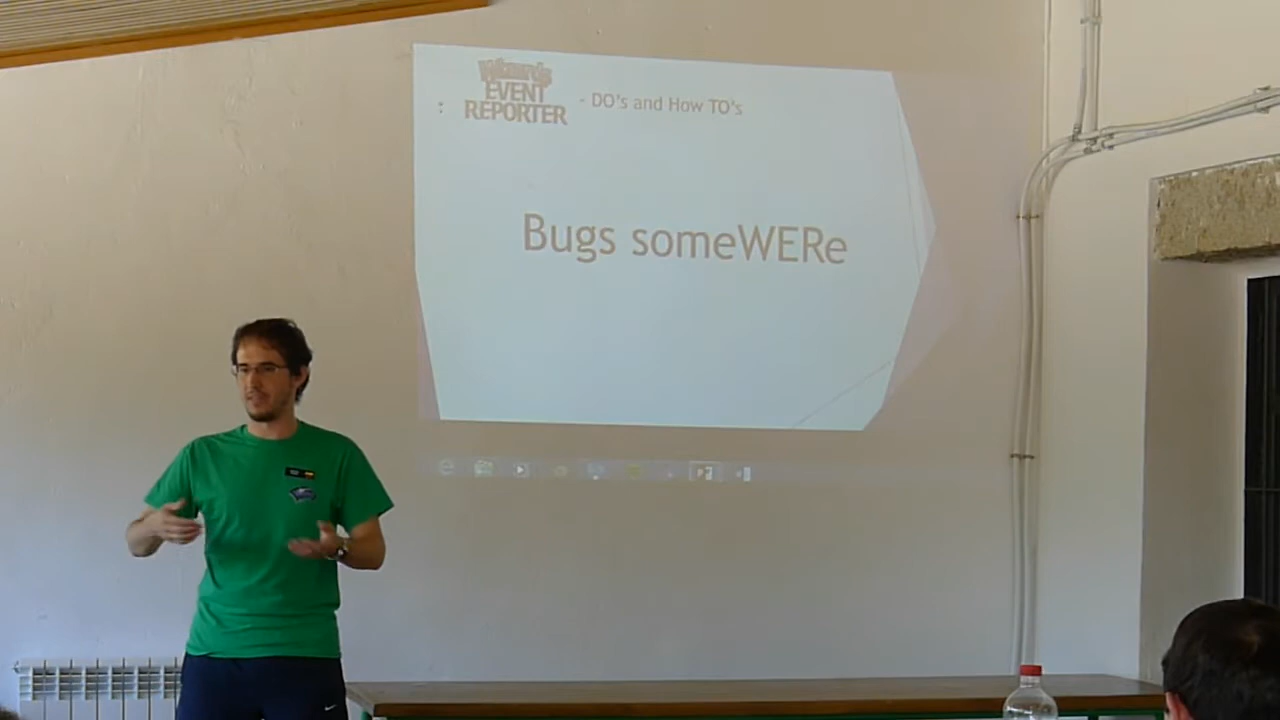 Wizards
EVENT
REPORTER
: - DO's and How TO's
Bugs someWERe